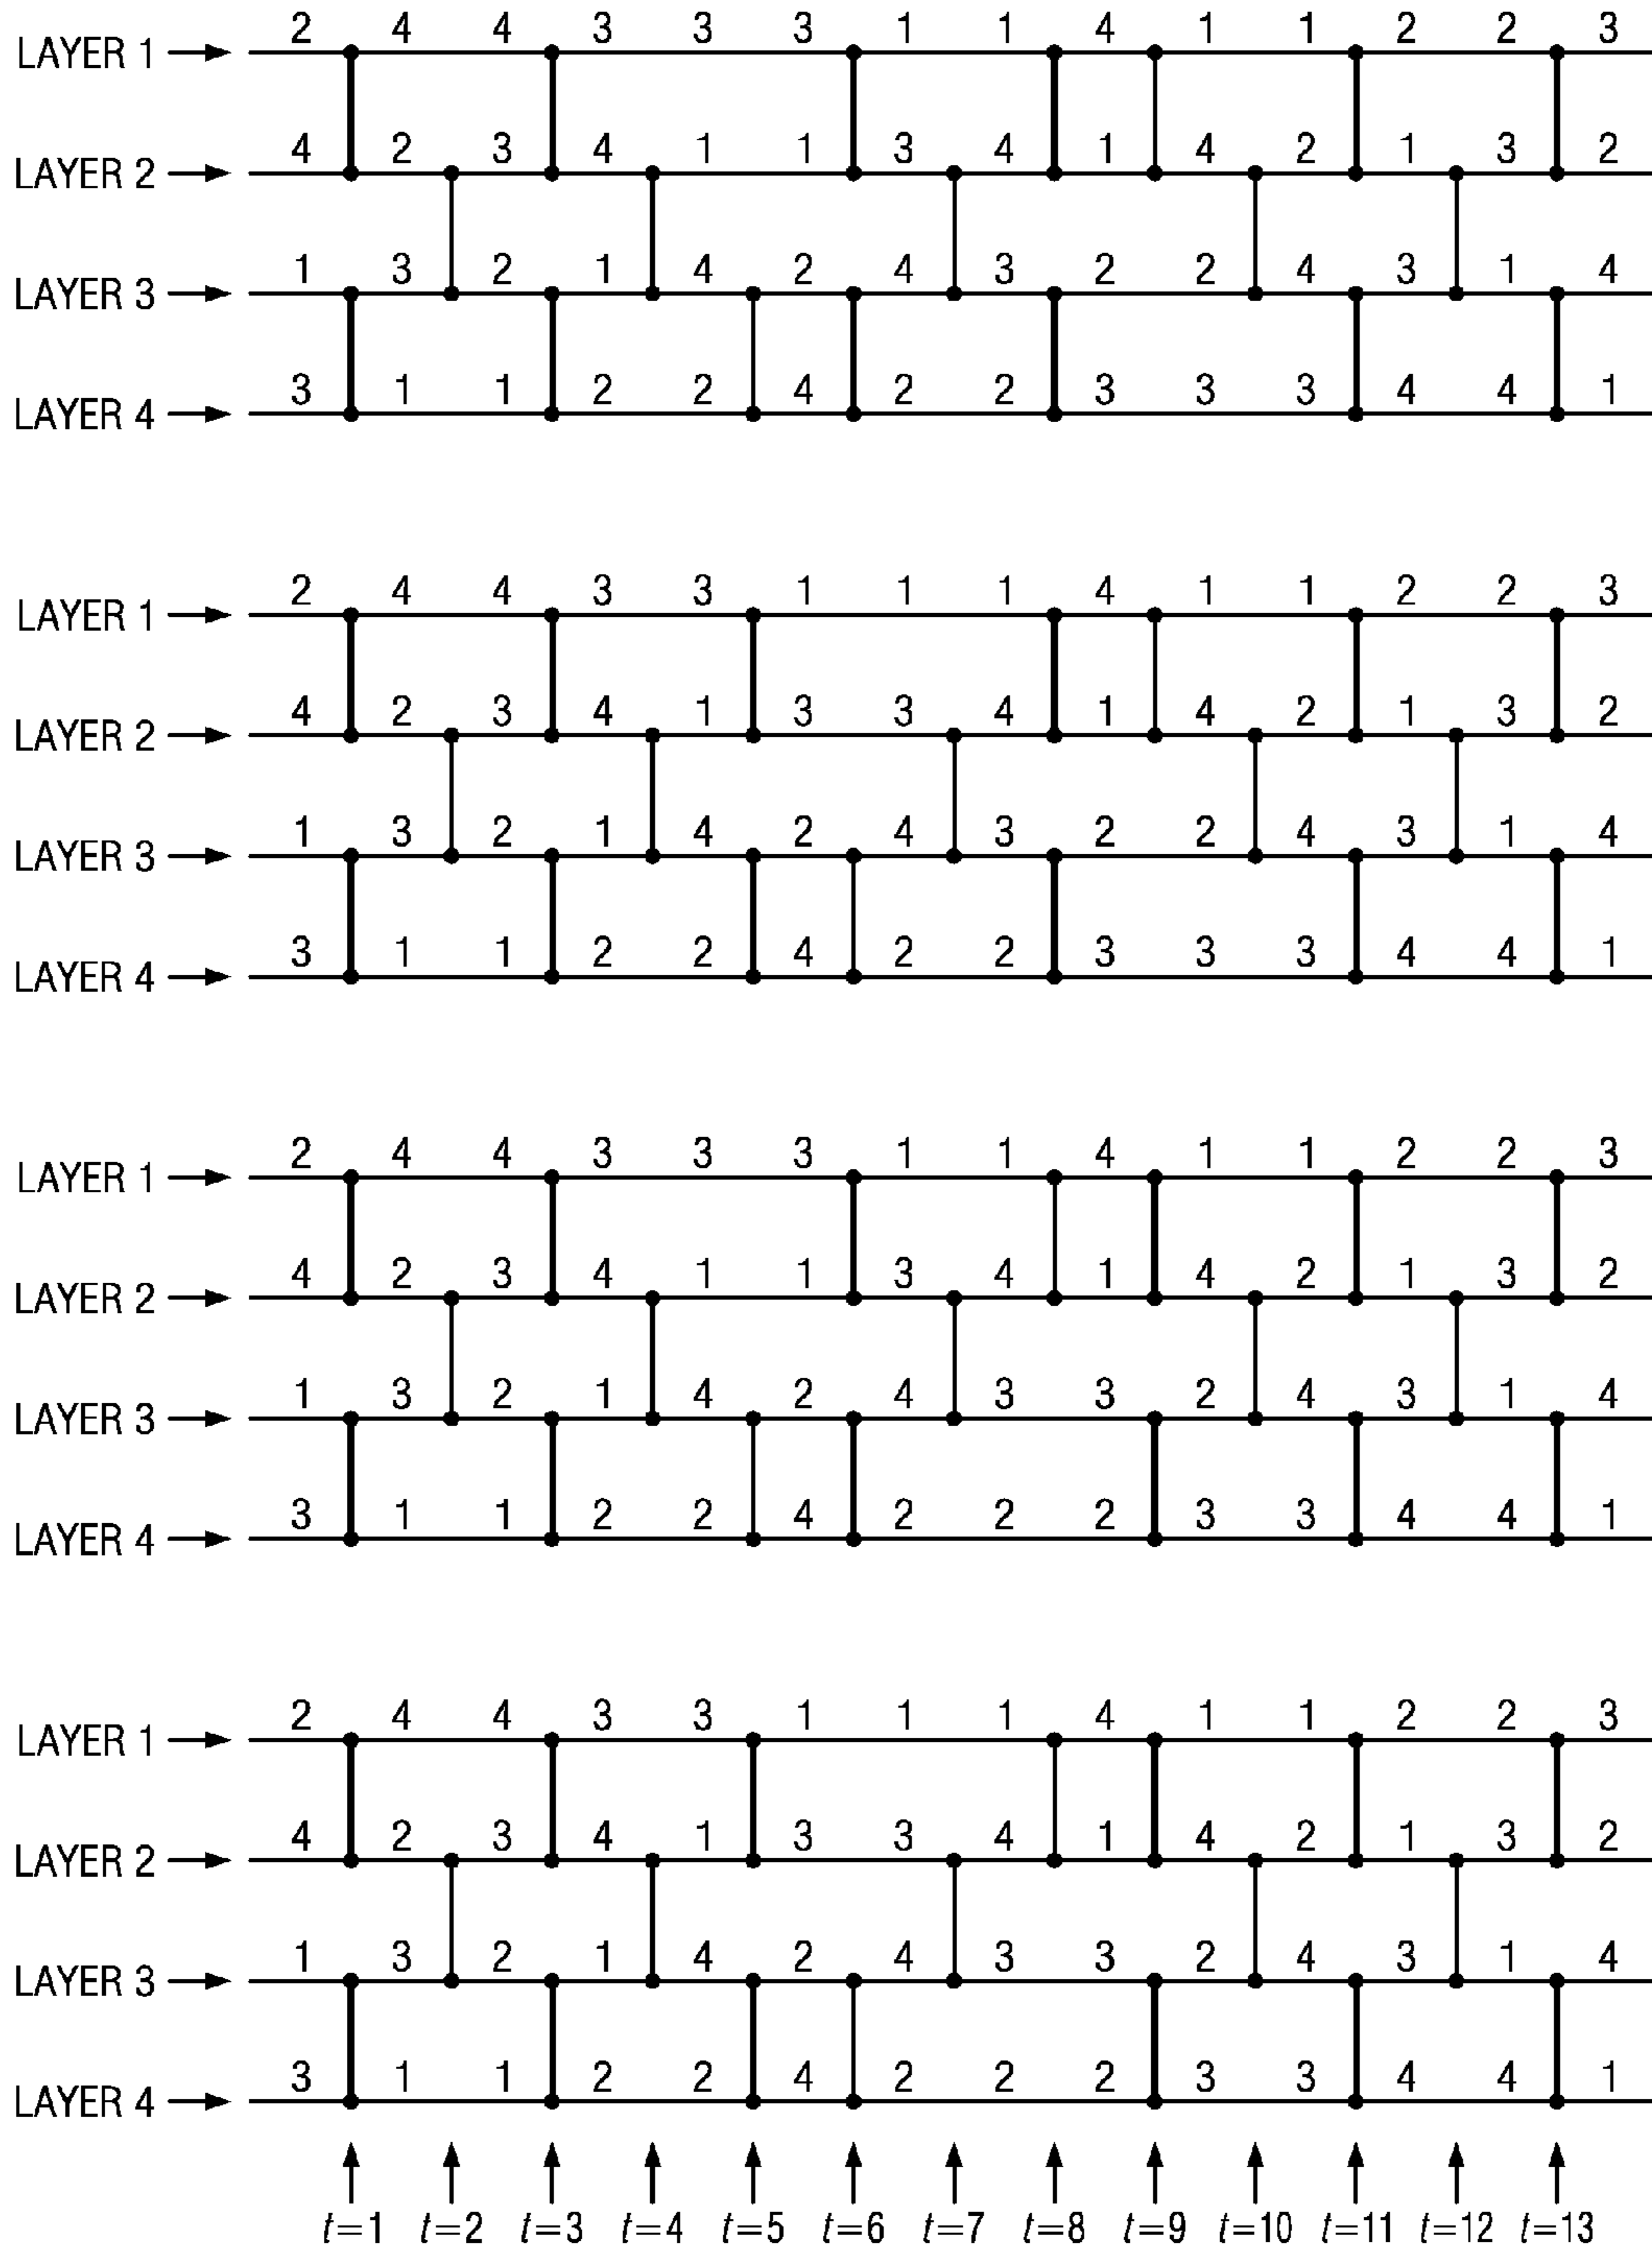 2 4 4 3 3 3 1 1 4 1 1 2 2 3
LAYER 1
4 2 3 4 1 1 3 4 1 4 2 1 3 2
LAYER 2
1 3 2 1 4 2 4 3 2 2 4 3 1 4
LAYER 3
3 1 1 2 2 4 2 2 3 3 3 4 4 1
LAYER 4
2 4 4 3 3 1 1 1 4 1 1 2 2 3
LAYER 1
4 2 3 4 1 3 3 4 1 4 2 1 3 2
LAYER 2
1 3 2 1 4 2 4 3 2 2 4 3 1 4
LAYER 3
3 1 1 2 2 4 2 2 3 3 3 4 4 1
LAYER 4
2 4 4 3 3 3 1 1 4 1 1 2 2 3
LAYER 1
4 2 3 4 1 1 3 4 1 4 2 1 3 2
LAYER 2
1 3 2 1 4 2 4 3 3 2 4 3 1 4
LAYER 3
3 1 1 2 2 4 2 2 2 3 3 4 4 1
LAYER 4
2 4 4 3 3 1 1 1 4 1 1 2 2 3
LAYER 1
4 2 3 4 1 3 3 4 1 4 2 1 3 2
LAYER 2
1 3 2 1 4 2 4 3 3 2 4 3 1 4
LAYER 3
3 1 1 2 2 4 2 2 2 3 3 4 4 1
LAYER 4
t=1 t=2 t=3 t=4 t=5 t=6 t=7 t=8 t=9 t=10 t=11 t=12 t=13